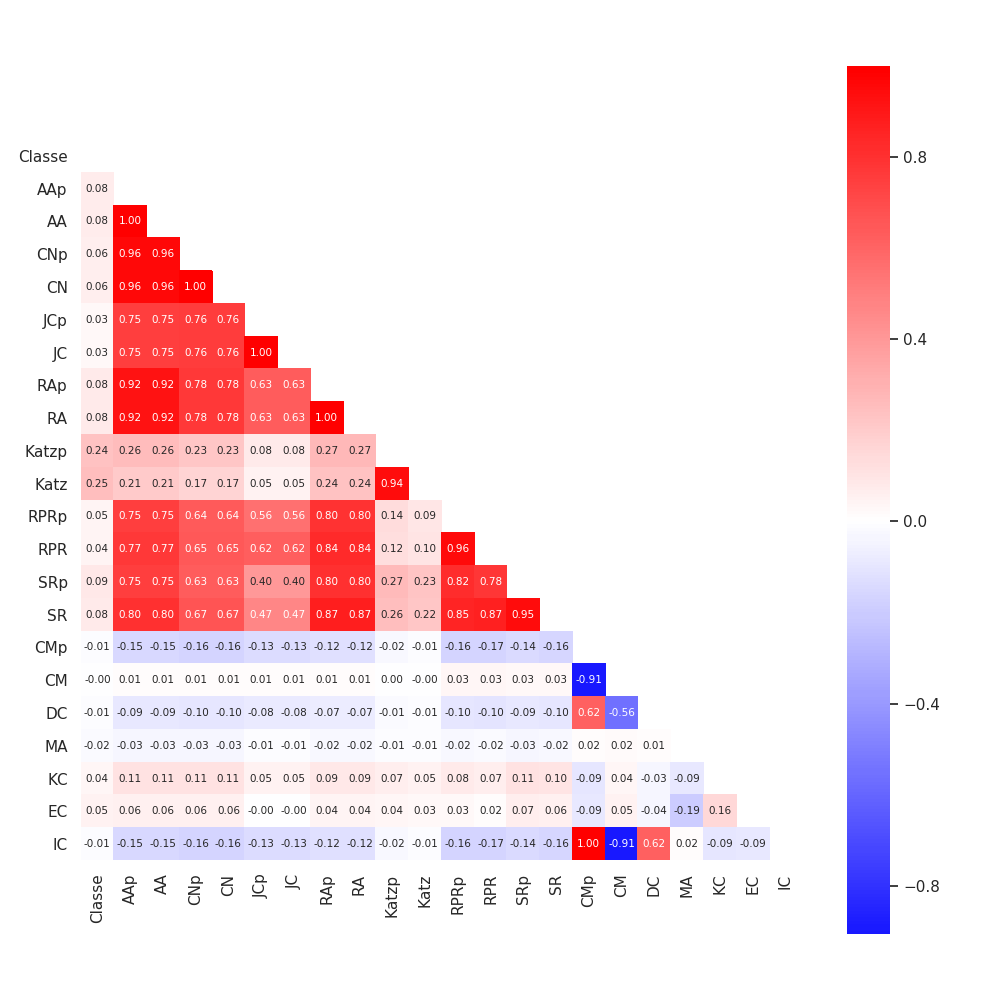 Classe
AAp 0.08
AA 0.08 1.00
CNp 0.06 0.96 0.96
CN 0.06 0.96 0.96 1.00
JCp 0.03 0.75 0.75 0.76 0.76
JC 0.03 0.75 0.75 0.76 0.76 1.00
RAp 0.08 0.92 0.92 0.78 0.78 0.63 0.63
RA 0.08 0.92 0.92 0.78 0.78 0.63 0.63 1.00
Katzp 0.24 0.26 0.26 0.23 0.23 0.08 0.08 0.27 0.27
Katz 0.25 0.21 0.21 0.17 0.17 0.05 0.05 0.24 0.24 0.94
RPRp 0.05 0.75 0.75 0.64 0.64 0.56 0.56 0.80 0.80 0.14 0.09
RPR 0.04 0.77 0.77 0.65 0.65 0.62 0.62 0.84 0.84 0.12 0.10 0.96
SRp 0.09 0.75 0.75 0.63 0.63 0.40 0.40 0.80 0.80 0.27 0.23 0.82 0.78
SR 0.08 0.80 0.80 0.67 0.67 0.47 0.47 0.87 0.87 0.26 0.22 0.85 0.87 0.95
CMp -0.01 -0.15 -0.15 -0.16 -0.16 -0.13 -0.13 -0.12 -0.12 -0.02 -0.01 -0.16 -0.17 -0.14 -0.16
CM -0.00 0.01 0.01 0.01 0.01 0.01 0.01 0.01 0.01 0.00 -0.00 0.03 0.03 0.03 0.03 -0.91
DC -0.01 -0.09 -0.09 -0.10 -0.10 -0.08 -0.08 -0.07 -0.07 -0.01 -0.01 -0.10 -0.10 -0.09 -0.10 0.62 -0.56
MA -0.02 -0.03 -0.03 -0.03 -0.03 -0.01 -0.01 -0.02 -0.02 -0.01 -0.01 -0.02 -0.02 -0.03 -0.02 0.02 0.02 0.01
KC 0.04 0.11 0.11 0.11 0.11 0.05 0.05 0.09 0.09 0.07 0.05 0.08 0.07 0.11 0.10 -0.09 0.04 -0.03 -0.09
EC 0.05 0.06 0.06 0.06 0.06 -0.00 -0.00 0.04 0.04 0.04 0.03 0.03 0.02 0.07 0.06 -0.09 0.05 -0.04 -0.19 0.16
IC -0.01 -0.15 -0.15 -0.16 -0.16 -0.13 -0.13 -0.12 -0.12 -0.02 -0.01 -0.16 -0.17 -0.14 -0.16 1.00 -0.91 0.62 0.02 -0.09 -0.09
Classe AAp AA CNp CN JCp JC RAp RA Katzp Katz RPRp RPR SRp SR CMp CM DC MA KC EC IC
0.8
0.4
0.0
−0.4
−0.8